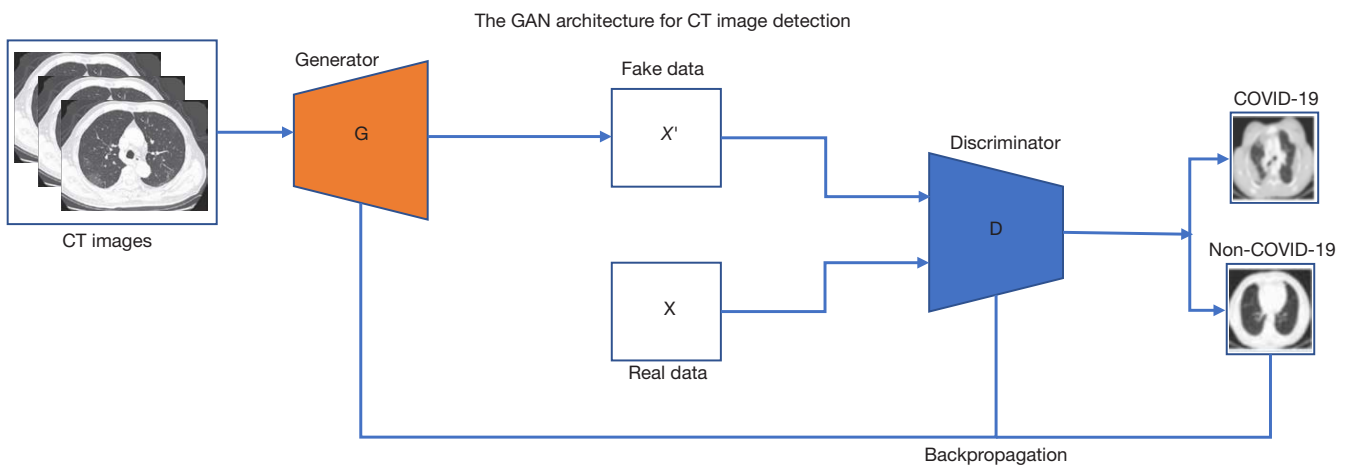 The GAN architecture for CT image detection
CT images
Generator
G
Fake data
X'
X
Real data
Discriminator
D
COVID-19
Non-COVID-19
Backpropagation